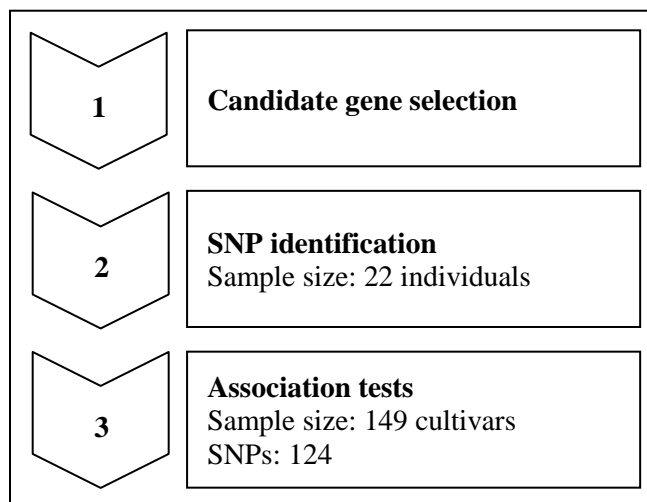 1
Candidate gene selection
2
SNP identification
Sample size: 22 individuals
3
Association tests
Sample size: 149 cultivars
SNPs: 124